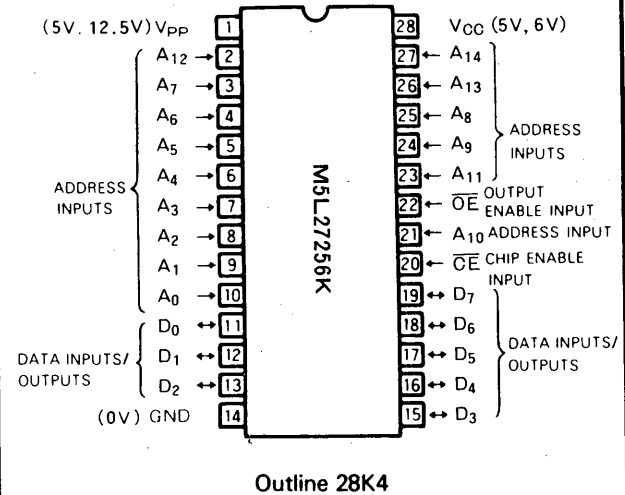 (5V. 12.5V) VPP 1
A12 → 2
A7 → 3
A6 → 4
A5 → 5
A4 → 6
A3 → 7
A2 → 8
A1 → 9
A0 → 10
D0 ↔ 11
D1 ↔ 12
D2 ↔ 13
(0V) GND 14
ADDRESS
INPUTS
DATA INPUTS/
OUTPUTS
M5L27256K
28 VCC (5V, 6V)
27 ← A14
26 ← A13
25 ← A8
24 ← A9
23 ← A11
ADDRESS
INPUTS
22 ← OE OUTPUT
ENABLE INPUT
21 ← A10 ADDRESS INPUT
20 ← CE CHIP ENABLE
INPUT
19 ↔ D7
18 ↔ D6
17 ↔ D5
16 ↔ D4
15 ↔ D3
DATA INPUTS/
OUTPUTS
Outline 28K4